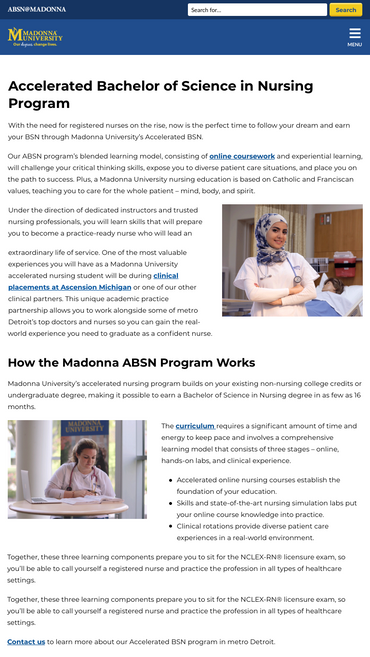 ABSN@MADONNA
Search for...
Search
MADONNA
UNIVERSITY
Your degree. change lives.
MENU
Accelerated Bachelor of Science in Nursing
Program
With the need for registered nurses on the rise, now is the perfect time to follow your dream and earn
your BSN through Madonna University's Accelerated BSN.
Our ABSN program's blended learning model, consisting of online coursework and experiential learning,
will challenge your critical thinking skills, expose you to diverse patient care situations, and place you on
the path to success. Plus, a Madonna University nursing education is based on Catholic and Franciscan
values, teaching you to care for the whole patient – mind, body, and spirit.
Under the direction of dedicated instructors and trusted
nursing professionals, you will learn skills that will prepare
you to become a practice-ready nurse who will lead an
extraordinary life of service. One of the most valuable
experiences you will have as a Madonna University
accelerated nursing student will be during clinical
placements at Ascension Michigan or one of our other
clinical partners. This unique academic practice
partnership allows you to work alongside some of metro
Detroit's top doctors and nurses so you can gain the real-
world experience you need to graduate as a confident nurse.
How the Madonna ABSN Program Works
Madonna University's accelerated nursing program builds on your existing non-nursing college credits or
undergraduate degree, making it possible to earn a Bachelor of Science in Nursing degree in as few as 16
months.
MADONNA
The curriculum requires a significant amount of time and
energy to keep pace and involves a comprehensive
learning model that consists of three stages – online,
hands-on labs, and clinical experience.
• Accelerated online nursing courses establish the
foundation of your education.
• Skills and state-of-the-art nursing simulation labs put
your online course knowledge into practice.
• Clinical rotations provide diverse patient care
experiences in a real-world environment.
Together, these three learning components prepare you to sit for the NCLEX-RN® licensure exam, so
you'll be able to call yourself a registered nurse and practice the profession in all types of healthcare
settings.
Together, these three learning components prepare you to sit for the NCLEX-RN® licensure exam, so
you'll be able to call yourself a registered nurse and practice the profession in all types of healthcare
settings.
Contact us to learn more about our Accelerated BSN program in metro Detroit.